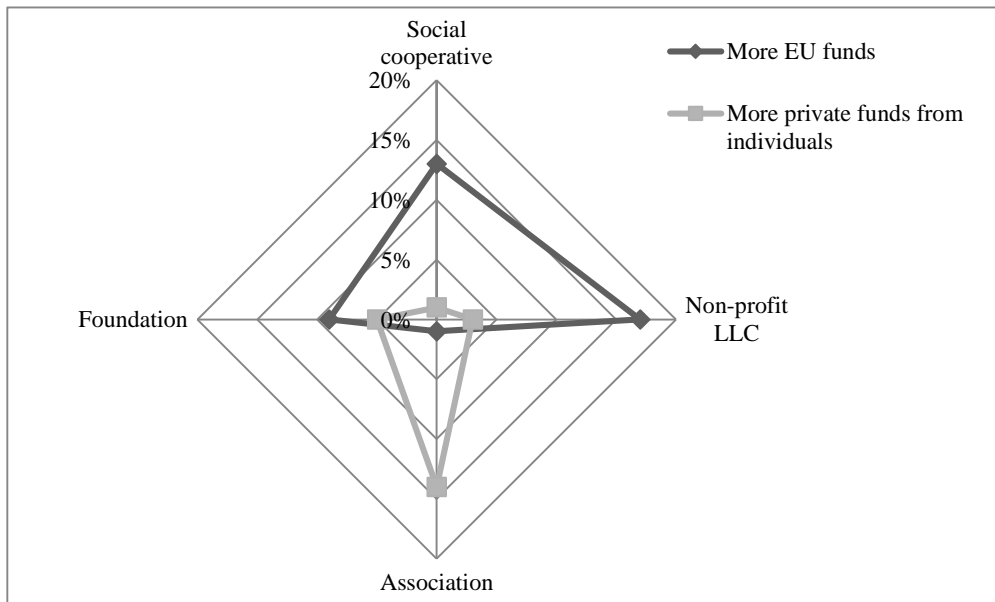 Social
cooperative
20%
15%
10%
5%
0%
Foundation
Non-profit
LLC
Association
More EU funds
More private funds from
individuals